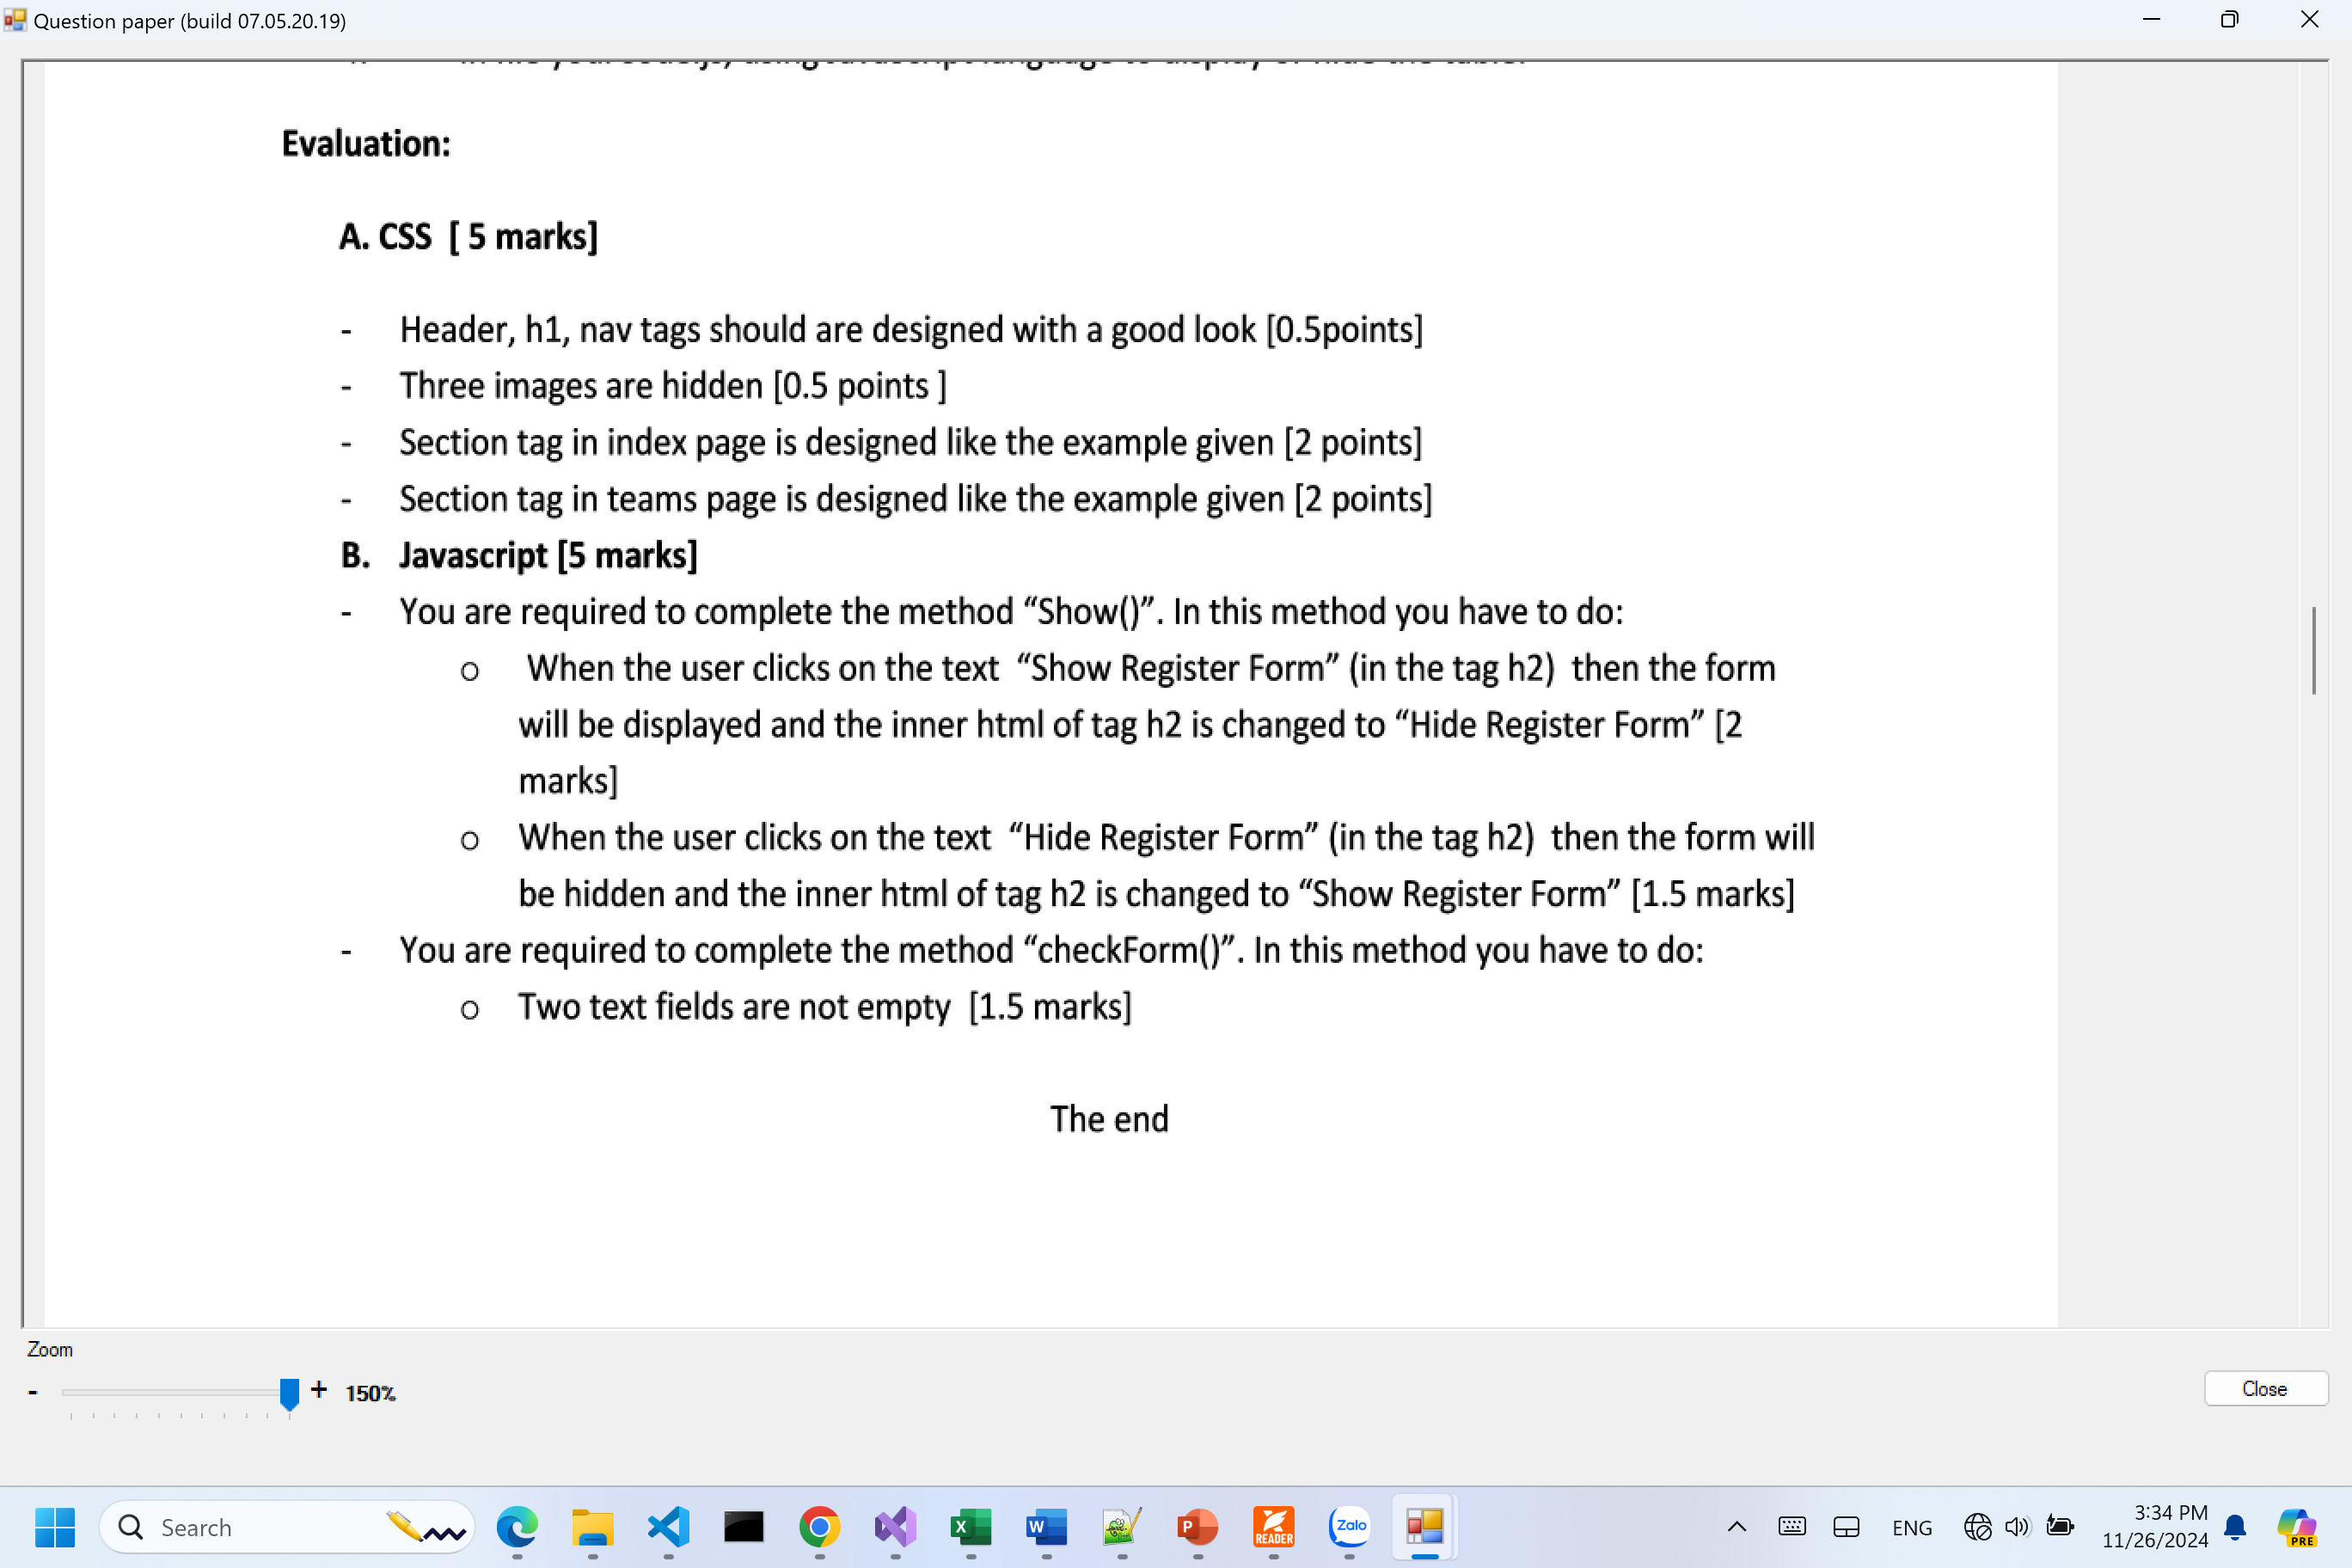 Question paper (build 07.05.20.19)
Evaluation:
A. CSS [ 5 marks]
- Header, h1, nav tags should are designed with a good look [0.5points]
- Three images are hidden [0.5 points ]
- Section tag in index page is designed like the example given [2 points]
- Section tag in teams page is designed like the example given [2 points]
B. Javascript [5 marks]
- You are required to complete the method “Show()”. In this method you have to do:
o When the user clicks on the text “Show Register Form” (in the tag h2) then the form
will be displayed and the inner html of tag h2 is changed to “Hide Register Form” [2
marks]
o When the user clicks on the text “Hide Register Form” (in the tag h2) then the form will
be hidden and the inner html of tag h2 is changed to “Show Register Form” [1.5 marks]
- You are required to complete the method “checkForm()”. In this method you have to do:
o Two text fields are not empty [1.5 marks]
The end
Zoom
- + 150%
Close
Search
X
W
P
READER
Zalo
ENG
3:34 PM
11/26/2024
PRE